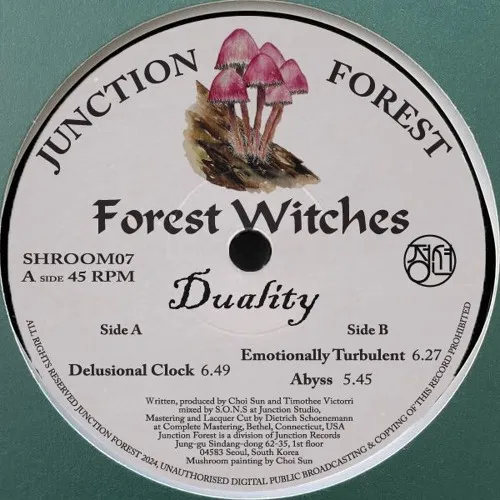 JUNCTION FOREST
Forest Witches
SHROOM07
A SIDE 45 RPM
정션
Duality
Side A
Delusional Clock 6.49
Side B
Emotionally Turbulent 6.27
Abyss 5.45
Written, produced by Choi Sun and Timothee Victorri
mixed by S.O.N.S at Junction Studio,
Mastering and Lacquer Cut by Dietrich Schoenemann
at Complete Mastering, Bethel, Connecticut, USA
Junction Forest is a division of Junction Records
Jung-gu Sindang-dong 62-35, 1st floor
04583 Seoul, South Korea
Mushroom painting by Choi Sun
ALL RIGHTS RESERVED JUNCTION FOREST 2024, UNAUTHORISED DIGITAL PUBLIC BROADCASTING & COPYING OF THIS RECORD PROHIBITED